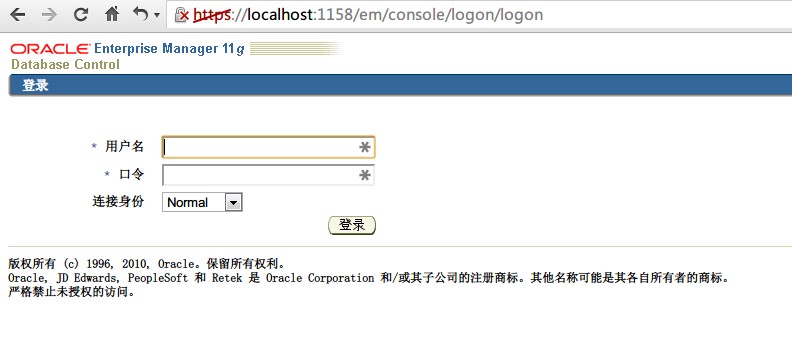 https://localhost:1158/em/console/logon/logon
ORACLE Enterprise Manager 11g
Database Control
登录
* 用户名
* 口令
连接身份 Normal
登录
版权所有 (c) 1996, 2010, Oracle。保留所有权利。
Oracle, JD Edwards, PeopleSoft 和 Retek 是 Oracle Corporation 和/或其子公司的注册商标。其他名称可能是其各自所有者的商标。
严格禁止未授权的访问。